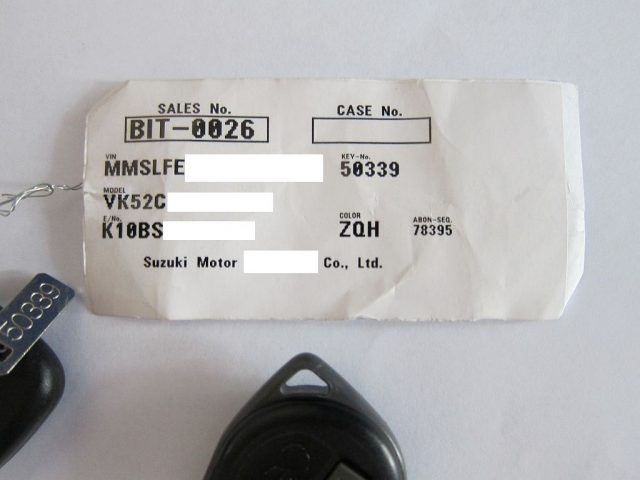 SALES No.
CASE No.
BIT-0026
VIN
KEY-No.
MMSLFE
50339
MODEL
VK52C
E/No.
COLOR
ABON-SEQ.
K10BS
ZQH
78395
Suzuki Motor Co., Ltd.
50339